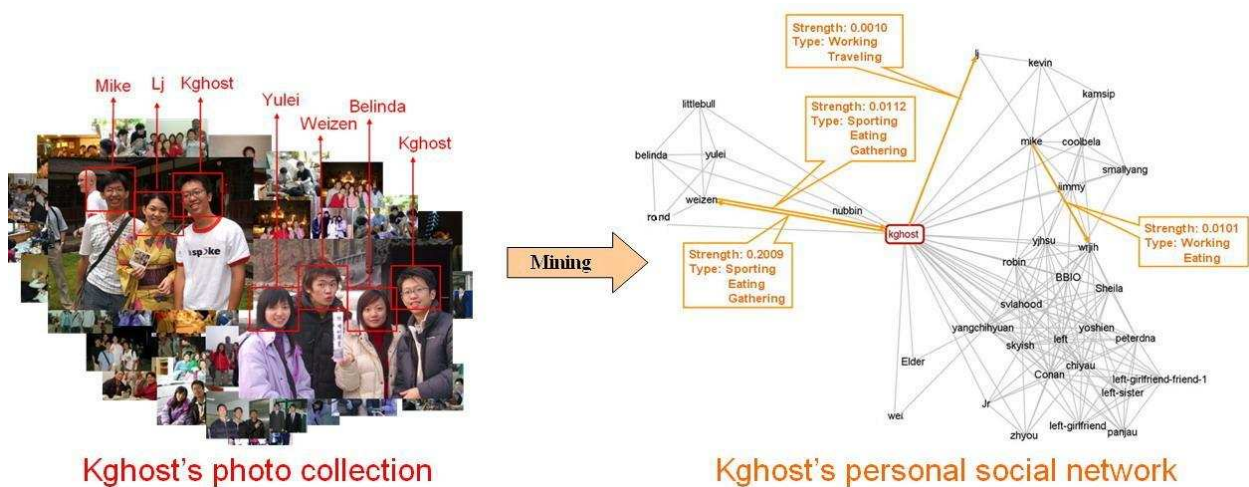 Mike
Lj
Kghost
Yulei
Weizen
Belinda
Kghost
spoke
Kghost's photo collection
Mining
Strength: 0.0010
Type: Working
Traveling
Strength: 0.0112
Type: Sporting
Eating
Gathering
Strength: 0.2009
Type: Sporting
Eating
Gathering
Strength: 0.0101
Type: Working
Eating
lj
kevin
kamsip
littlebull
mike
coolbela
belinda
yulei
smallyang
jimmy
weizen
nubbin
kghost
yjhsu
wrjih
robin
BBIO
Sheila
svlahood
yangchihyuan
yoshien
peterdna
skyish
left
Elder
chiyau
Conan
left-girlfriend-friend-1
left-sister
Jr
wei
left-girlfriend
panjau
zhyou
Kghost's personal social network